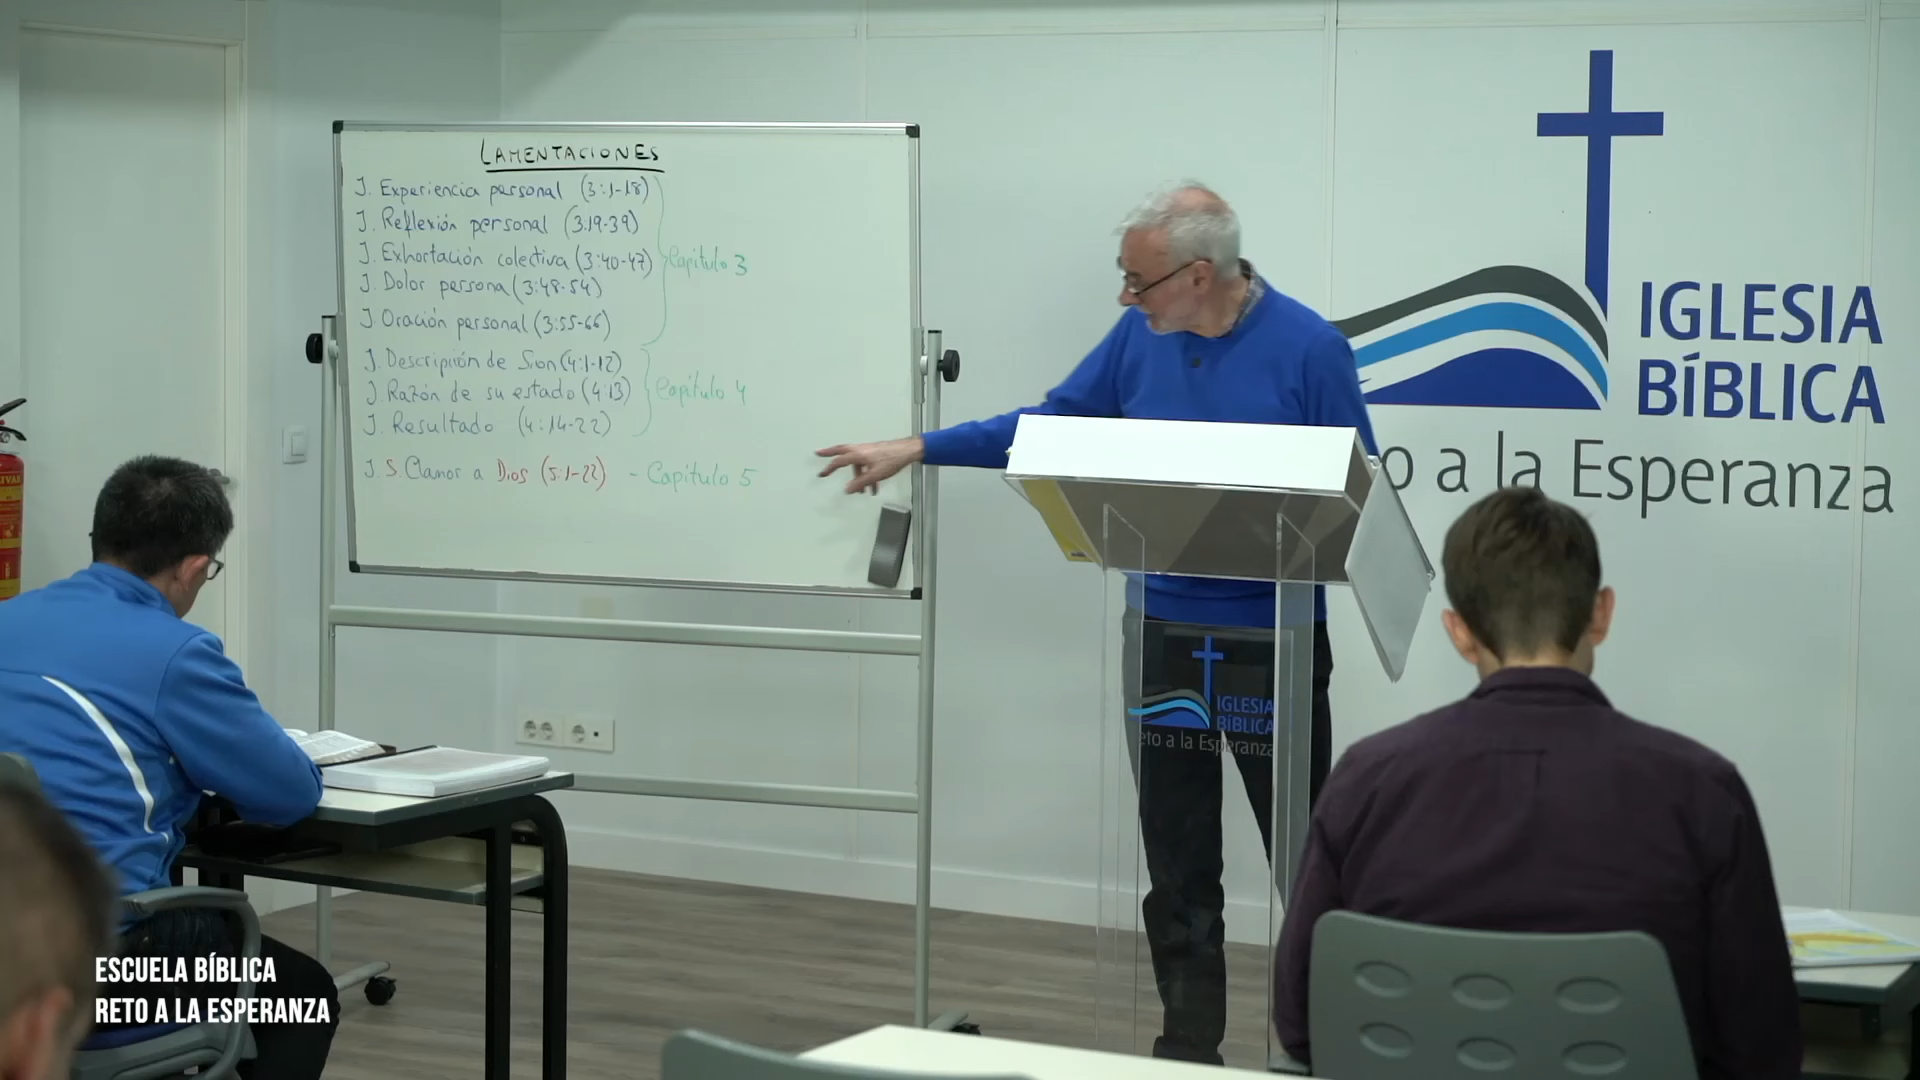 LAMENTACIONES
J. Experiencia personal (3:1-18)
J. Reflexión personal (3:19-39)
J. Exhortación colectiva (3:40-47)
J. Dolor persona (3:48-54)
J. Oración personal (3:55-66)
Capítulo 3
J. Descripción de Sion (4:1-12)
J. Razón de su estado (4:13)
J. Resultado (4:14-22)
Capítulo 4
J. S. Clamor a Dios (5:1-22) - Capítulo 5
IGLESIA
BÍBLICA
o a la Esperanza
IGLESIA
BÍBLICA
eto a la Esperanza
ESCUELA BÍBLICA
RETO A LA ESPERANZA